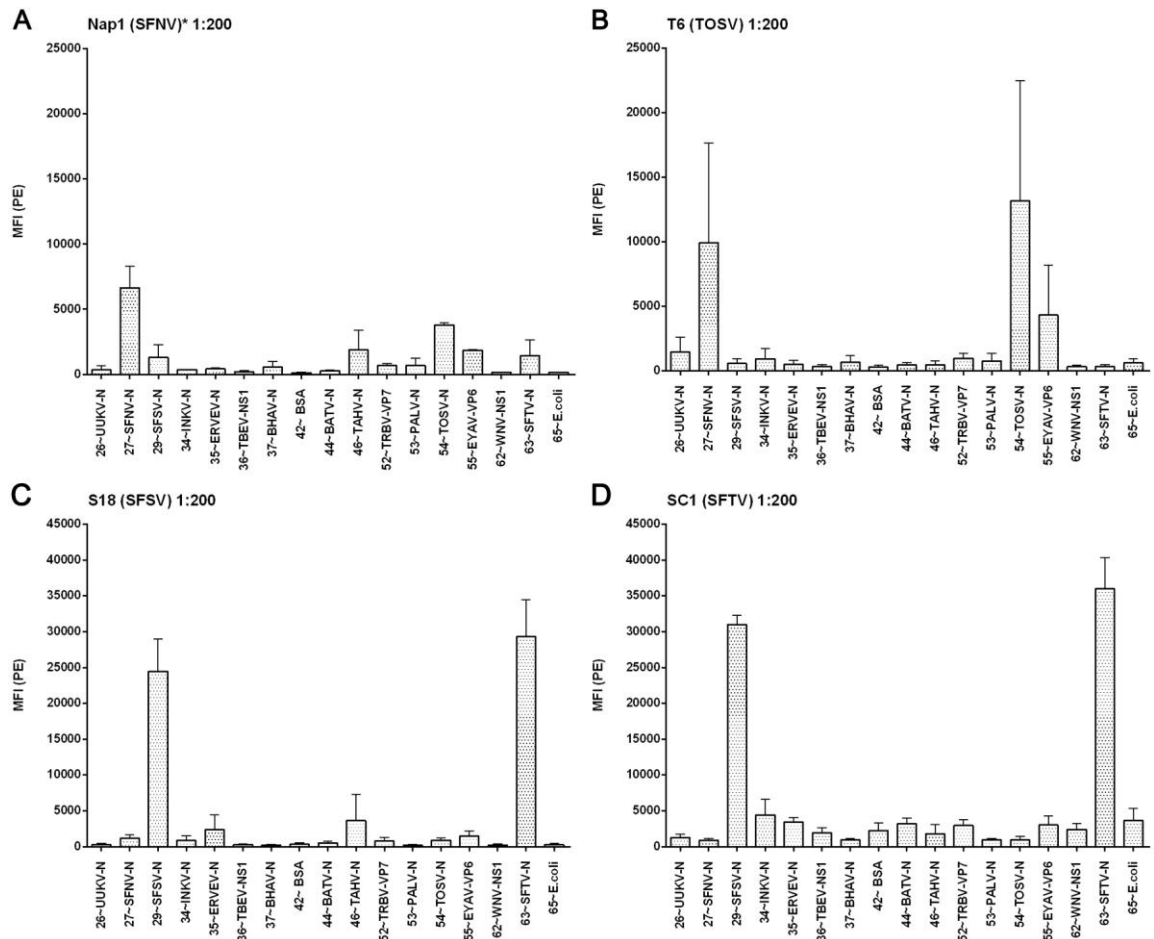 A
Nap1 (SFNV)* 1:200
MFI (PE)
25000
20000
15000
10000
5000
0
26~UUKV-N
27~SFNV-N
29~SFSV-N
34~INKV-N
35~ERVEV-N
36~TBEV-NS1
37~BHAV-N
42~ BSA
44~BATV-N
46~TAHV-N
52~TRBV-VP7
53~PALV-N
54~TOSV-N
55~EYAV-VP6
62~WNV-NS1
63~SFTV-N
65~E.coli
B
T6 (TOSV) 1:200
MFI (PE)
25000
20000
15000
10000
5000
0
26~UUKV-N
27~SFNV-N
29~SFSV-N
34~INKV-N
35~ERVEV-N
36~TBEV-NS1
37~BHAV-N
42~ BSA
44~BATV-N
46~TAHV-N
52~TRBV-VP7
53~PALV-N
54~TOSV-N
55~EYAV-VP6
62~WNV-NS1
63~SFTV-N
65~E.coli
C
S18 (SFSV) 1:200
MFI (PE)
45000
40000
35000
30000
25000
20000
15000
10000
5000
0
26~UUKV-N
27~SFNV-N
29~SFSV-N
34~INKV-N
35~ERVEV-N
36~TBEV-NS1
37~BHAV-N
42~ BSA
44~BATV-N
46~TAHV-N
52~TRBV-VP7
53~PALV-N
54~TOSV-N
55~EYAV-VP6
62~WNV-NS1
63~SFTV-N
65~E.coli
D
SC1 (SFTV) 1:200
MFI (PE)
45000
40000
35000
30000
25000
20000
15000
10000
5000
0
26~UUKV-N
27~SFNV-N
29~SFSV-N
34~INKV-N
35~ERVEV-N
36~TBEV-NS1
37~BHAV-N
42~ BSA
44~BATV-N
46~TAHV-N
52~TRBV-VP7
53~PALV-N
54~TOSV-N
55~EYAV-VP6
62~WNV-NS1
63~SFTV-N
65~E.coli